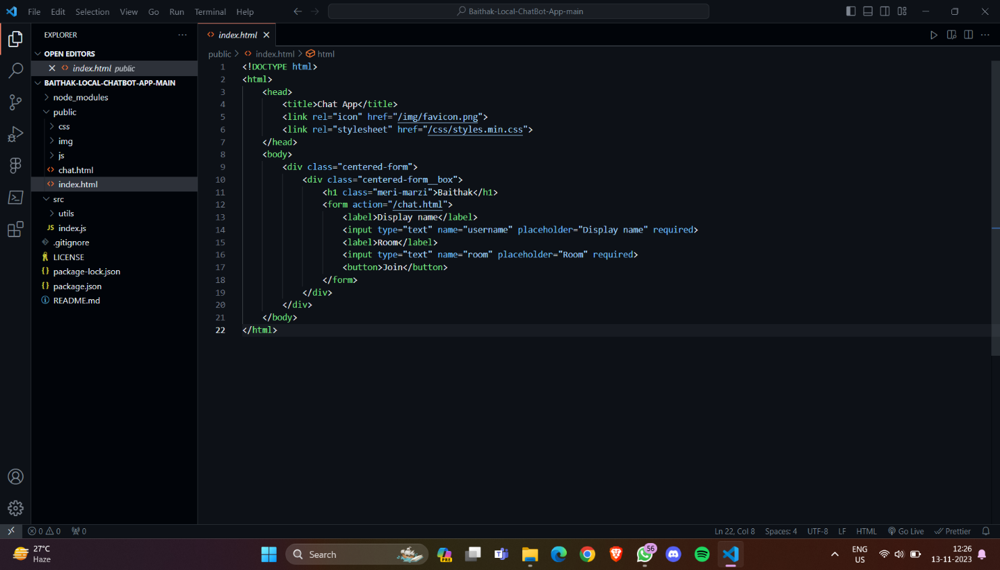 File Edit Selection View Go Run Terminal Help
Baithak-Local-ChatBot-App-main
EXPLORER
OPEN EDITORS
index.html public
BAITHAK-LOCAL-CHATBOT-APP-MAIN
node_modules
public
css
img
js
chat.html
index.html
src
utils
JS index.js
.gitignore
LICENSE
{} package-lock.json
{} package.json
README.md
index.html
public > index.html > html
1 <!DOCTYPE html>
2 <html>
3 <head>
4 <title>Chat App</title>
5 <link rel="icon" href="/img/favicon.png">
6 <link rel="stylesheet" href="/css/styles.min.css">
7 </head>
8 <body>
9 <div class="centered-form">
10 <div class="centered-form__box">
11 <h1 class="meri-marzi">Baithak</h1>
12 <form action="/chat.html">
13 <label>Display name</label>
14 <input type="text" name="username" placeholder="Display name" required>
15 <label>Room</label>
16 <input type="text" name="room" placeholder="Room" required>
17 <button>Join</button>
18 </form>
19 </div>
20 </div>
21 </body>
22 </html>
0 0 0
Ln 22, Col 8 Spaces: 4 UTF-8 LF HTML Go Live Prettier
27°C
Haze
Search
PRE
56
ENG
US
12:26
13-11-2023